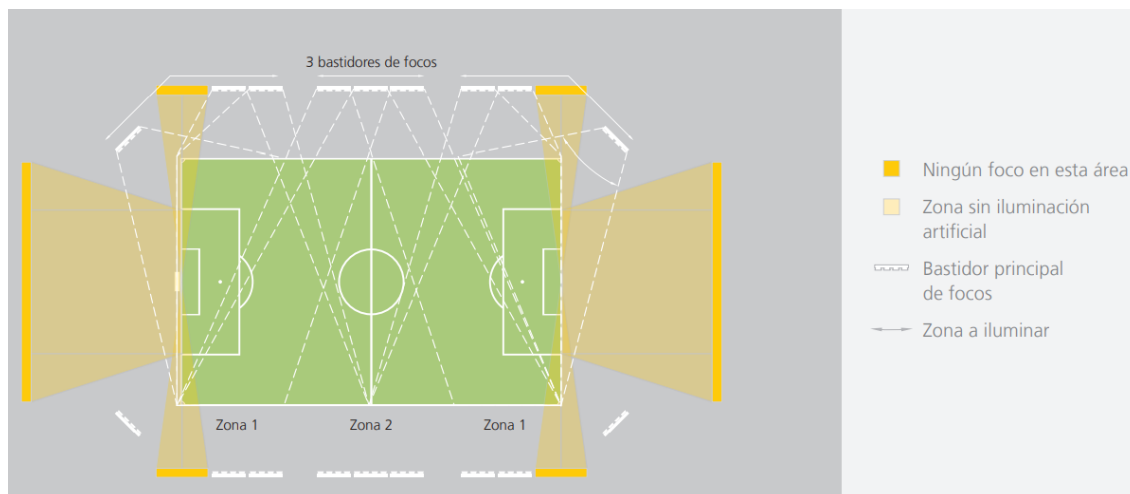 3 bastidores de focos
Zona 1
Zona 2
Zona 1
Ningún foco en esta área
Zona sin iluminación
artificial
Bastidor principal
de focos
Zona a iluminar